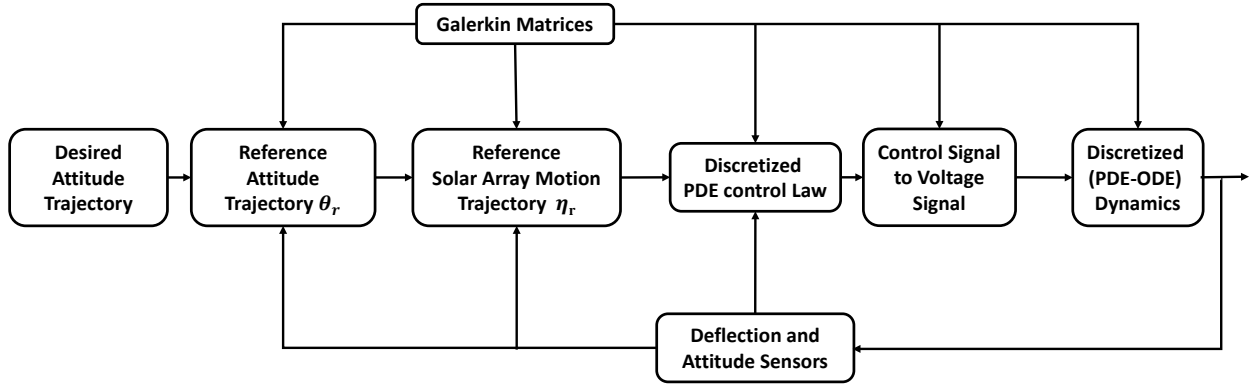 Galerkin Matrices
Desired
Attitude
Trajectory
Reference
Attitude
Trajectory θr
Reference
Solar Array Motion
Trajectory ηr
Discretized
PDE control Law
Control Signal
to Voltage
Signal
Discretized
(PDE-ODE)
Dynamics
Deflection and
Attitude Sensors